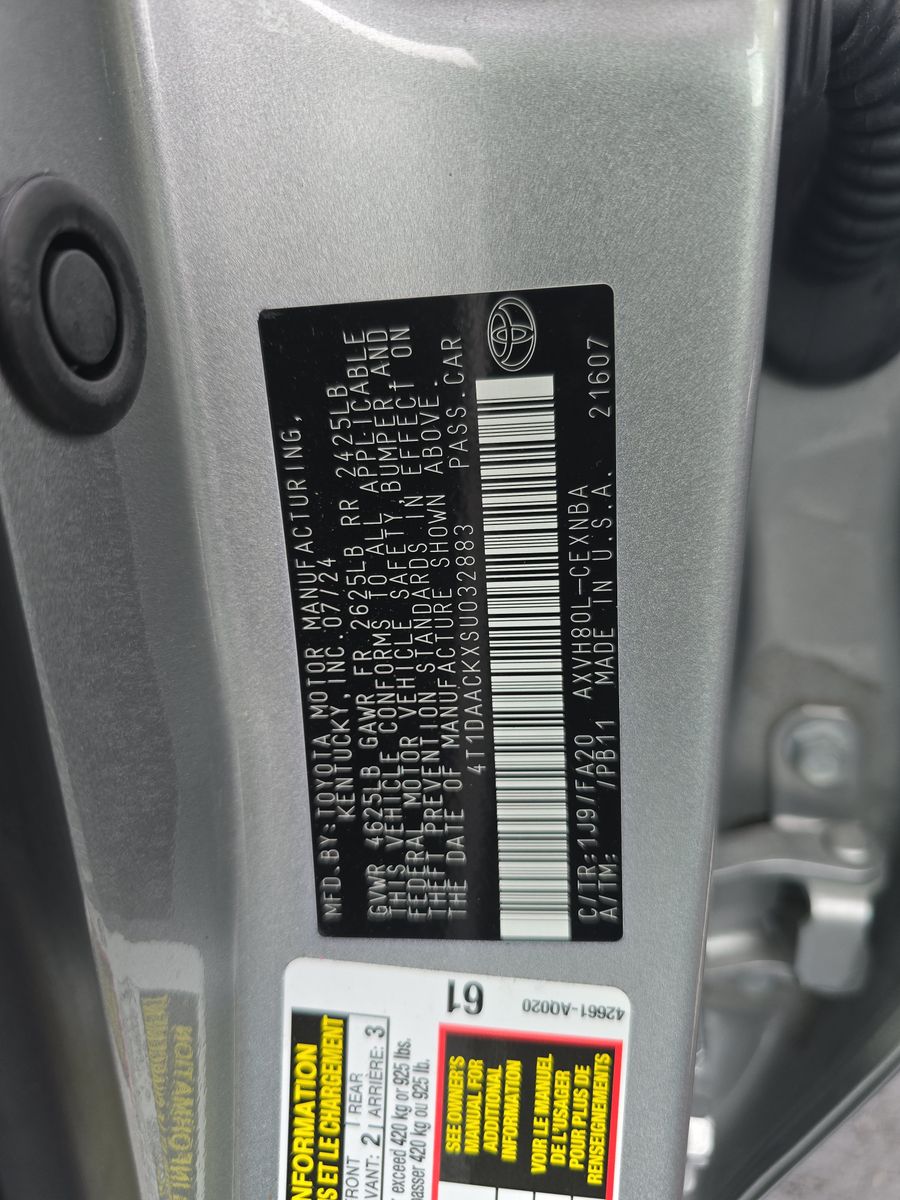 MFD.BY:TOYOTA MOTOR MANUFACTURING,
KENTUCKY,INC.07/24
GVWR 4625LB GAWR FR 2625LB RR 2425LB
THIS VEHICLE CONFORMS TO ALL APPLICABLE
FEDERAL MOTOR VEHICLE SAFETY,BUMPER,AND
THEFT PREVENTION STANDARDS IN EFFECT ON
THE DATE OF MANUFACTURE SHOWN ABOVE.
4T1DAACKXSU032883 PASS.CAR
C/TR:1J9/FA20 AXVH80L-CEXNBA 21607
A/TM: /PB11 MADE IN U.S.A.
INFORMATION
S ET LE CHARGEMENT
FRONT REAR
AVANT: 2 ARRIÈRE: 3
exceed 420 kg or 925 lbs.
passer 420 kg ou 925 lb.
61
42661-A0020
SEE OWNER'S
MANUAL FOR
ADDITIONAL
INFORMATION
VOIR LE MANUEL
DE L'USAGER
POUR PLUS DE
RENSEIGNEMENTS